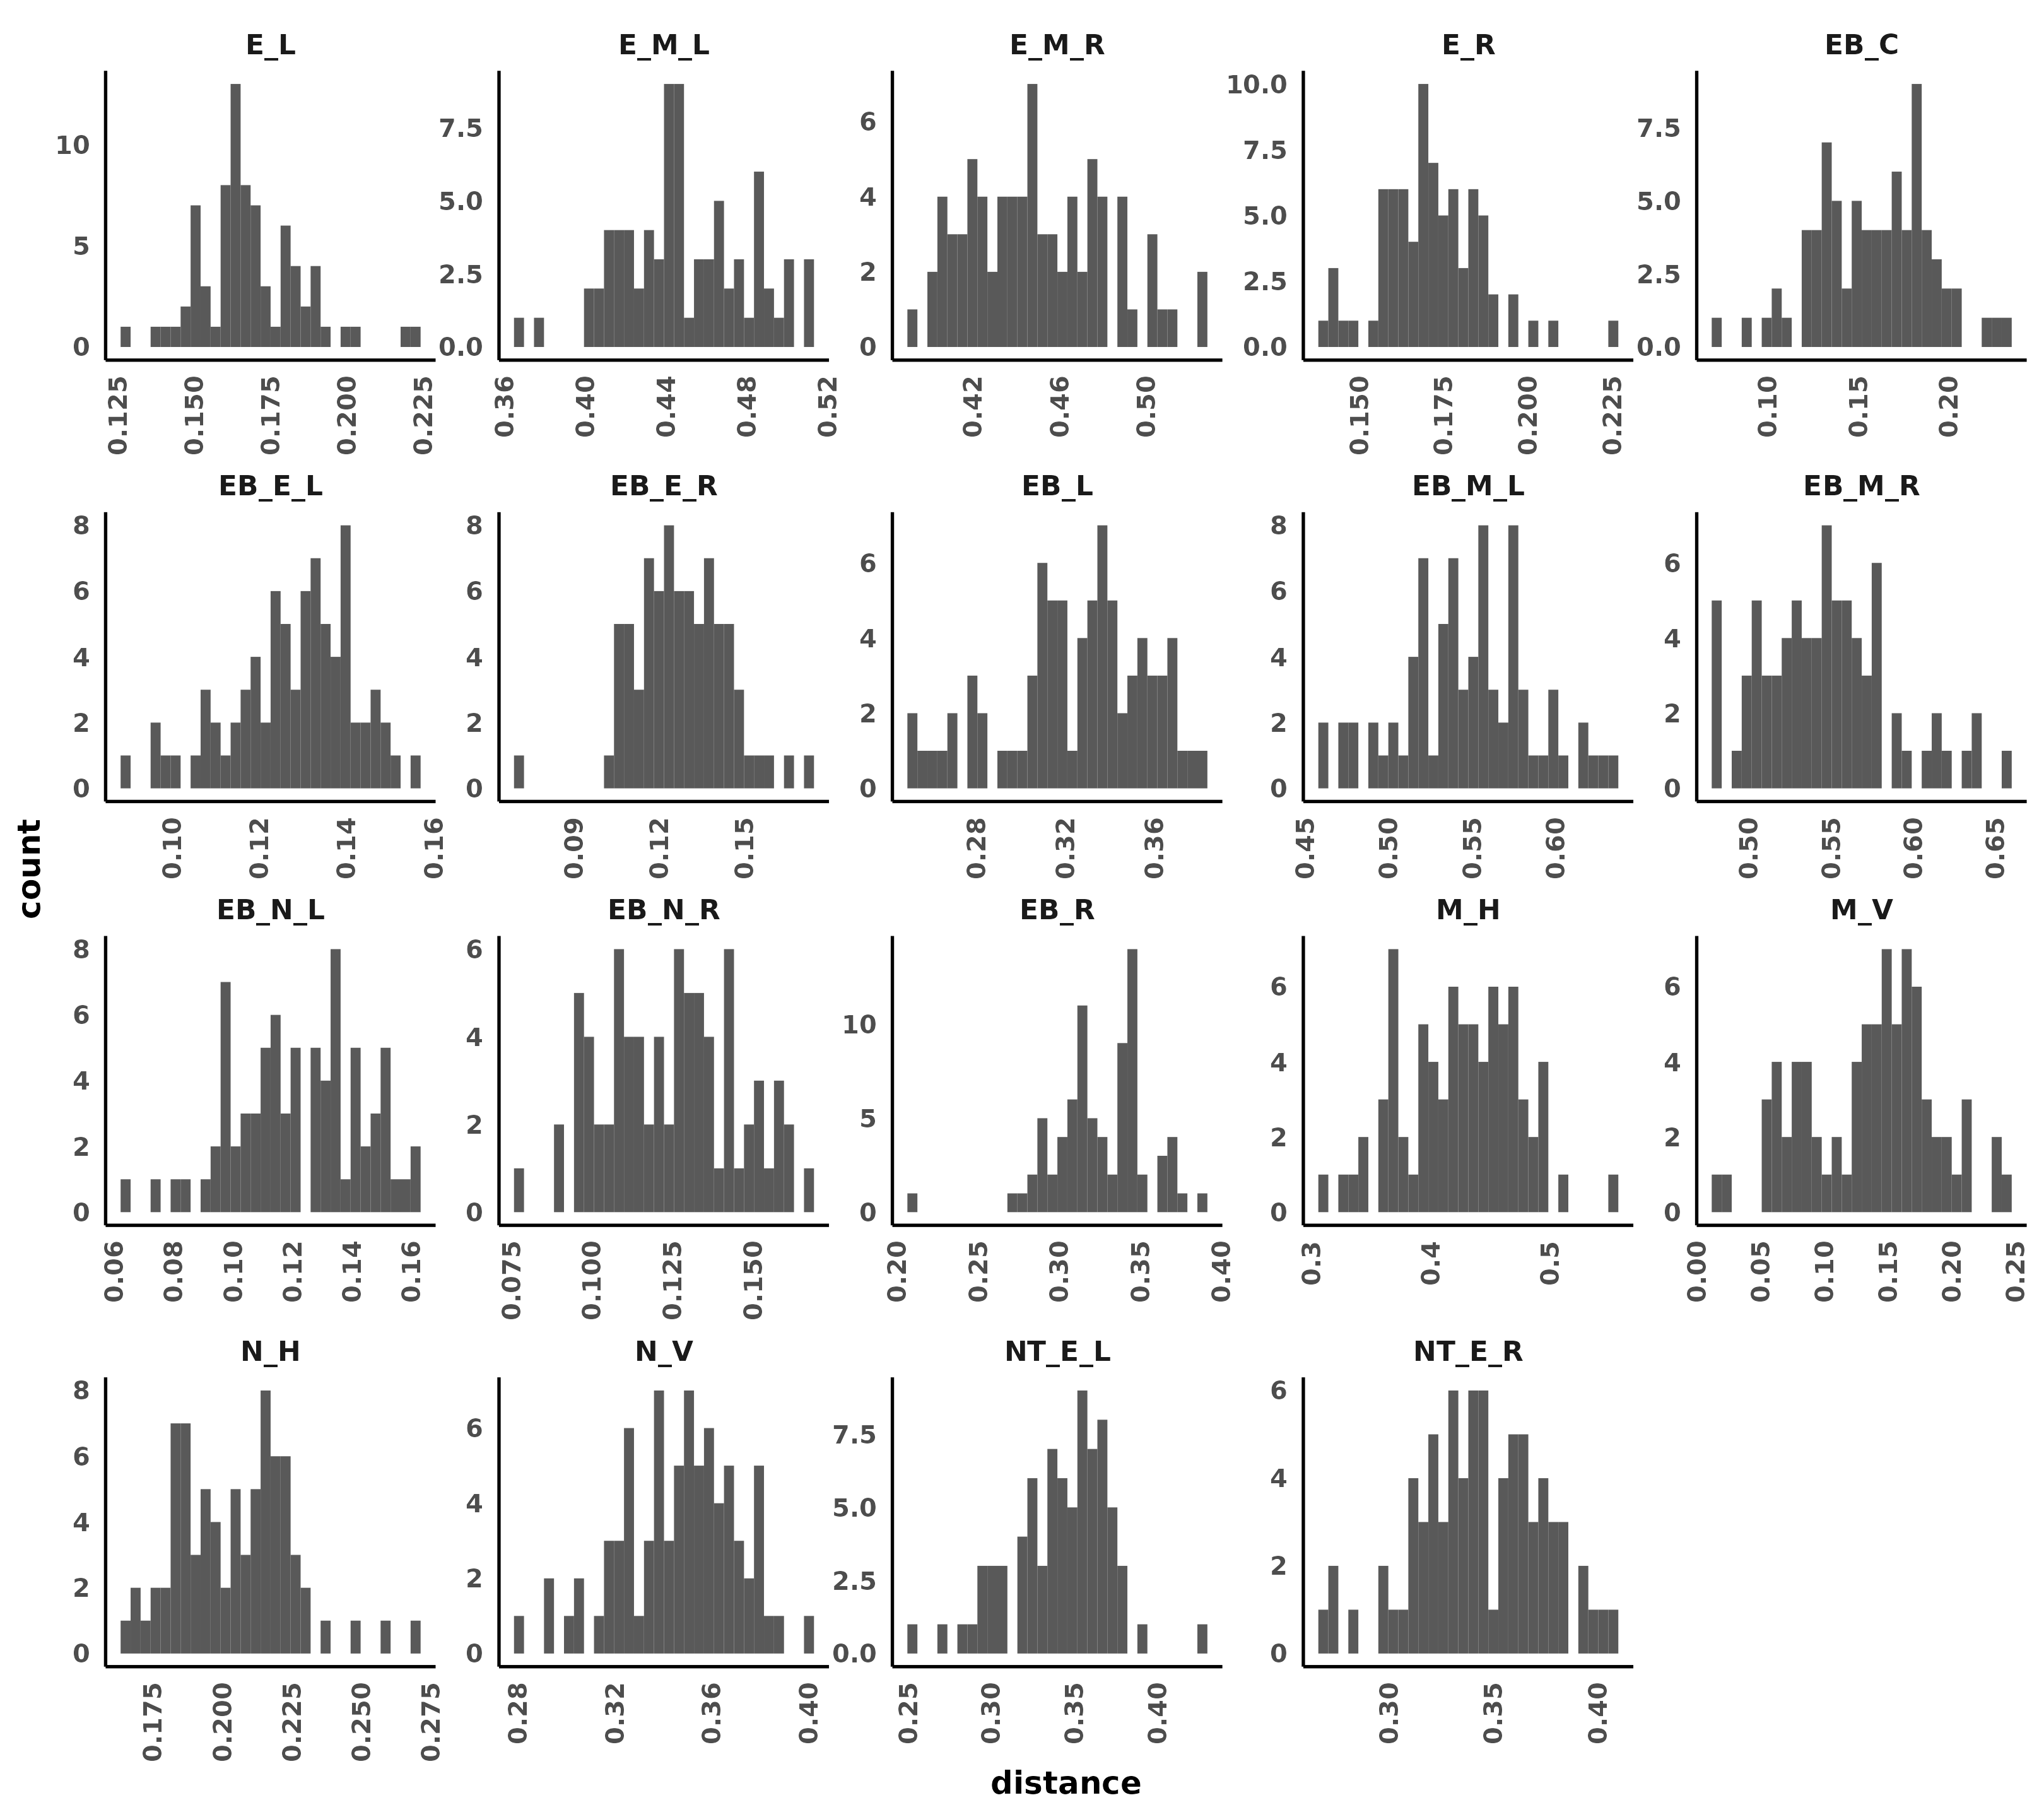 E_L E_M_L E_M_R E_R EB_C
10 5 0 7.5 5.0 2.5 0.0 6 4 2 0 10.0 7.5 5.0 2.5 0.0 7.5 5.0 2.5 0.0
0.125 0.150 0.175 0.200 0.225 0.36 0.40 0.44 0.48 0.52 0.42 0.46 0.50 0.150 0.175 0.200 0.225 0.10 0.15 0.20
EB_E_L EB_E_R EB_L EB_M_L EB_M_R
8 6 4 2 0 8 6 4 2 0 6 4 2 0 8 6 4 2 0 6 4 2 0
0.10 0.12 0.14 0.16 0.09 0.12 0.15 0.28 0.32 0.36 0.45 0.50 0.55 0.60 0.50 0.55 0.60 0.65
count
EB_N_L EB_N_R EB_R M_H M_V
8 6 4 2 0 6 4 2 0 10 5 0 6 4 2 0 6 4 2 0
0.06 0.08 0.10 0.12 0.14 0.16 0.075 0.100 0.125 0.150 0.20 0.25 0.30 0.35 0.40 0.3 0.4 0.5 0.00 0.05 0.10 0.15 0.20 0.25
N_H N_V NT_E_L NT_E_R
8 6 4 2 0 6 4 2 0 7.5 5.0 2.5 0.0 6 4 2 0
0.175 0.200 0.225 0.250 0.275 0.28 0.32 0.36 0.40 0.25 0.30 0.35 0.40 0.30 0.35 0.40
distance